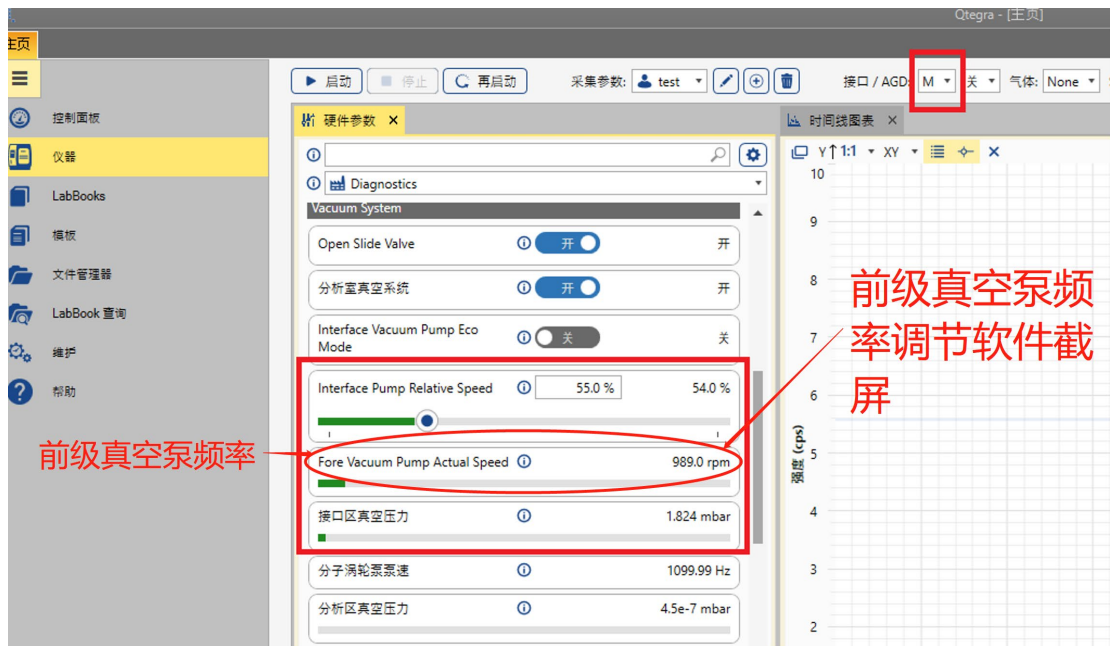 Qtegra - [主页]
主页
启动
停止
再启动
采集参数:
test
接口 / AGD:
M
关
气体:
None
控制面板
仪器
LabBooks
模板
文件管理器
LabBook 查询
维护
帮助
硬件参数
Diagnostics
Vacuum System
Open Slide Valve
开
开
分析室真空系统
开
开
Interface Vacuum Pump Eco
Mode
关
关
Interface Pump Relative Speed
55.0 %
54.0 %
Fore Vacuum Pump Actual Speed
989.0 rpm
接口区真空压力
1.824 mbar
分子涡轮泵泵速
1099.99 Hz
分析区真空压力
4.5e-7 mbar
前级真空泵频率
时间线图表
Y
1:1
XY
10
9
8
7
6
5
4
3
2
强度 (cps)
前级真空泵频
率调节软件截
屏